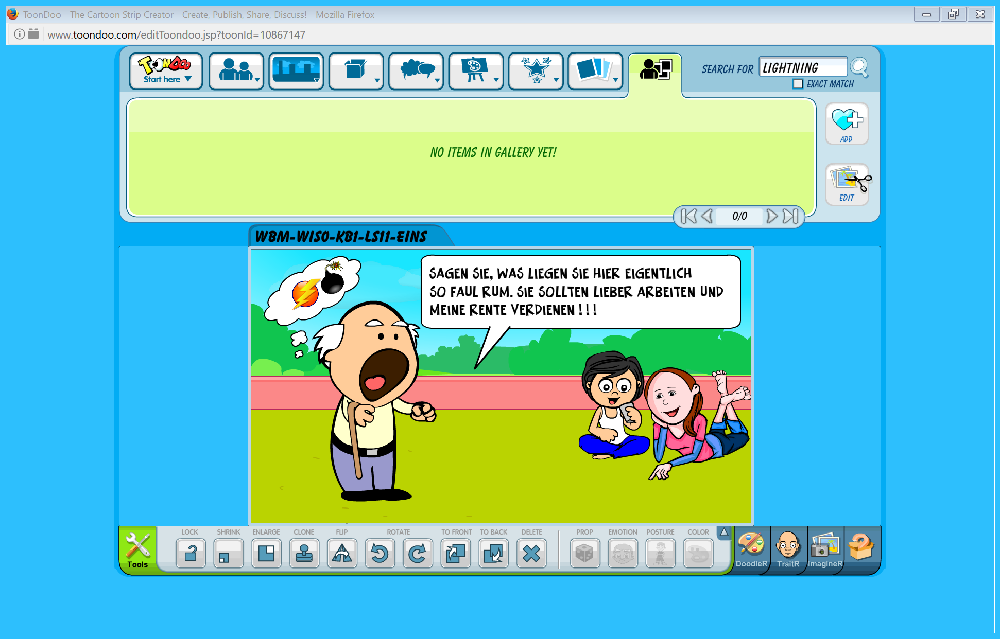 ToonDoo - The Cartoon Strip Creator - Create, Publish, Share, Discuss! - Mozilla Firefox
www.toondoo.com/editToondoo.jsp?toonId=10867147
TOONDOO
Start here
SEARCH FOR
LIGHTNING
EXACT MATCH
NO ITEMS IN GALLERY YET!
ADD
EDIT
0/0
WBM-WISO-KB1-LS11-EINS
SAGEN SIE, WAS LIEGEN SIE HIER EIGENTLICH
SO FAUL RUM. SIE SOLLTEN LIEBER ARBEITEN UND
MEINE RENTE VERDIENEN ! ! !
LOCK SHRINK ENLARGE CLONE FLIP ROTATE TO FRONT TO BACK DELETE PROP EMOTION POSTURE COLOR
Tools
DoodleR TraitR ImagineR